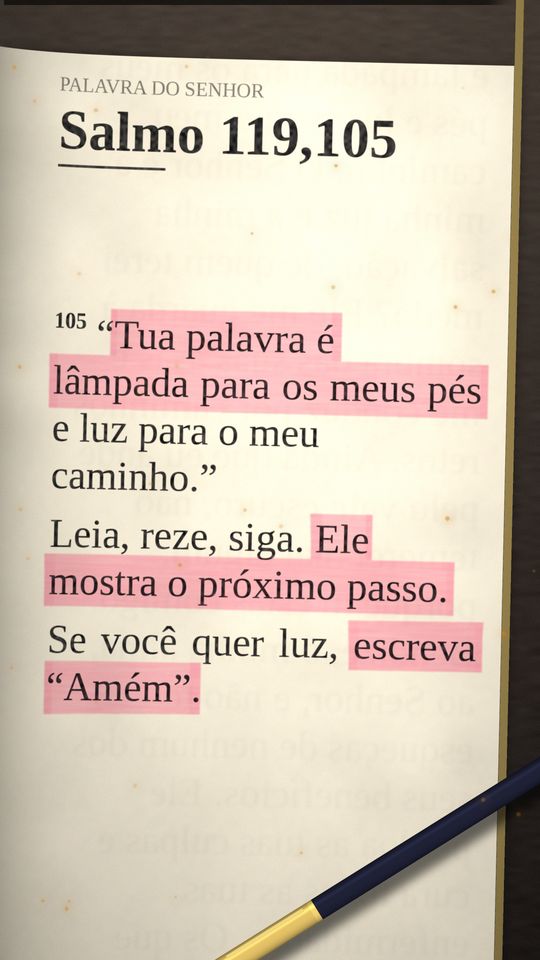 PALAVRA DO SENHOR
Salmo 119,105
105 “Tua palavra é
lâmpada para os meus pés
e luz para o meu
caminho.”
Leia, reze, siga. Ele
mostra o próximo passo.
Se você quer luz, escreva
“Amém”.